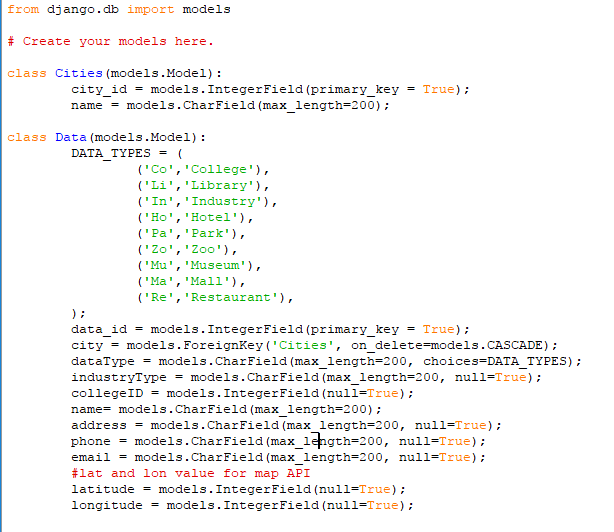 from django.db import models
# Create your models here.
class Cities(models.Model):
city_id = models.IntegerField(primary_key = True);
name = models.CharField(max_length=200);
class Data(models.Model):
DATA_TYPES = (
('Co','College'),
('Li','Library'),
('In','Industry'),
('Ho','Hotel'),
('Pa','Park'),
('Zo','Zoo'),
('Mu','Museum'),
('Ma','Mall'),
('Re','Restaurant'),
);
data_id = models.IntegerField(primary_key = True);
city = models.ForeignKey('Cities', on_delete=models.CASCADE);
dataType = models.CharField(max_length=200, choices=DATA_TYPES);
industryType = models.CharField(max_length=200, null=True);
collegeID = models.IntegerField(null=True);
name= models.CharField(max_length=200);
address = models.CharField(max_length=200, null=True);
phone = models.CharField(max_length=200, null=True);
email = models.CharField(max_length=200, null=True);
#lat and lon value for map API
latitude = models.IntegerField(null=True);
longitude = models.IntegerField(null=True);